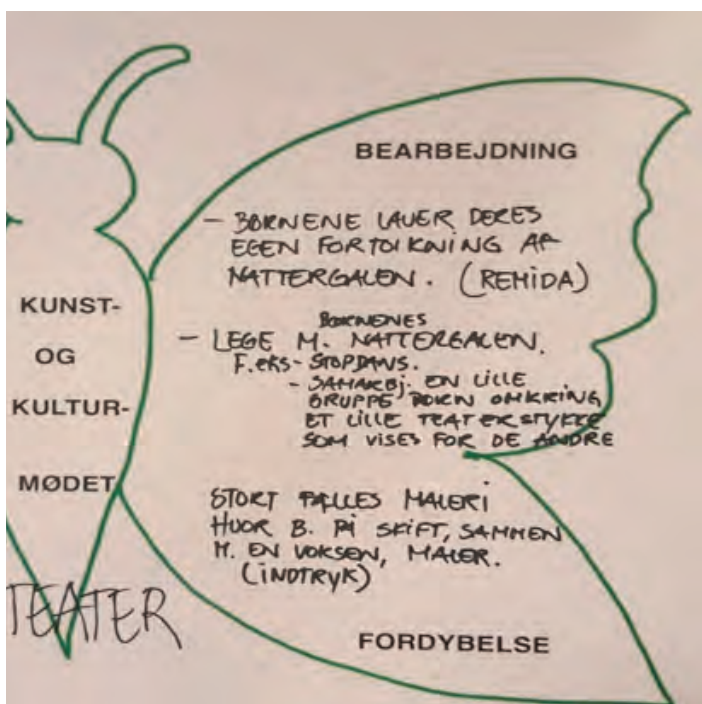 BEARBEJDNING
- BØRNENE LAVER DERES
EGEN FORTOLKNING AF
NATTERGALEN. (REMIDA)
BØRNENES
- LEGE M. NATTERGALEN.
F.eks- STOPDANS.
- SAMARBJ. EN LILLE
GRUPPE BØRN OMKRING
ET LILLE TEATERSTYKKE
SOM VISES FOR DE ANDRE
STORT FÆLLES MALERI
HVOR B. PÅ SKIFT, SAMMEN
M. EN VOKSEN, MALER.
(INDTRYK)
FORDYBELSE
KUNST-
OG
KULTUR-
MØDET
TEATER